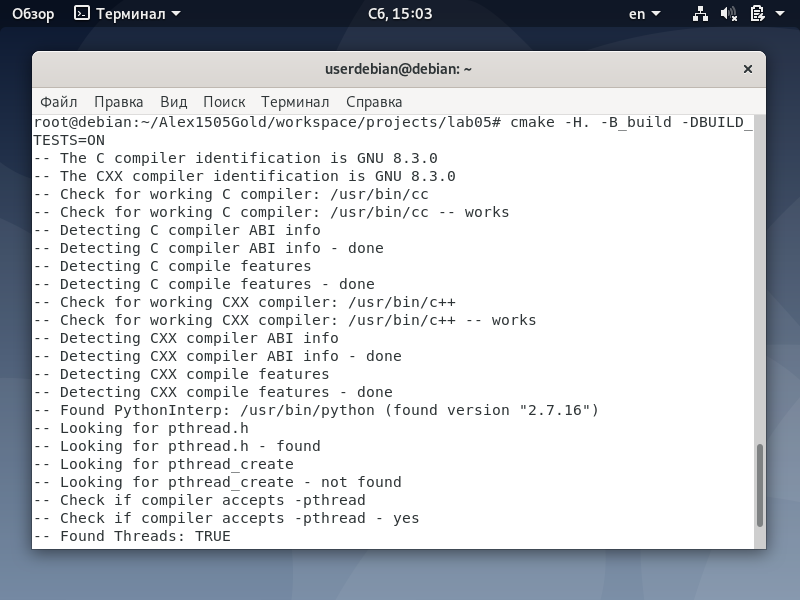 Обзор Терминал Сб, 15:03 en
userdebian@debian: ~ ×
Файл Правка Вид Поиск Терминал Справка
root@debian:~/Alex1505Gold/workspace/projects/lab05# cmake -H. -B_build -DBUILD_
TESTS=ON
-- The C compiler identification is GNU 8.3.0
-- The CXX compiler identification is GNU 8.3.0
-- Check for working C compiler: /usr/bin/cc
-- Check for working C compiler: /usr/bin/cc -- works
-- Detecting C compiler ABI info
-- Detecting C compiler ABI info - done
-- Detecting C compile features
-- Detecting C compile features - done
-- Check for working CXX compiler: /usr/bin/c++
-- Check for working CXX compiler: /usr/bin/c++ -- works
-- Detecting CXX compiler ABI info
-- Detecting CXX compiler ABI info - done
-- Detecting CXX compile features
-- Detecting CXX compile features - done
-- Found PythonInterp: /usr/bin/python (found version "2.7.16")
-- Looking for pthread.h
-- Looking for pthread.h - found
-- Looking for pthread_create
-- Looking for pthread_create - not found
-- Check if compiler accepts -pthread
-- Check if compiler accepts -pthread - yes
-- Found Threads: TRUE